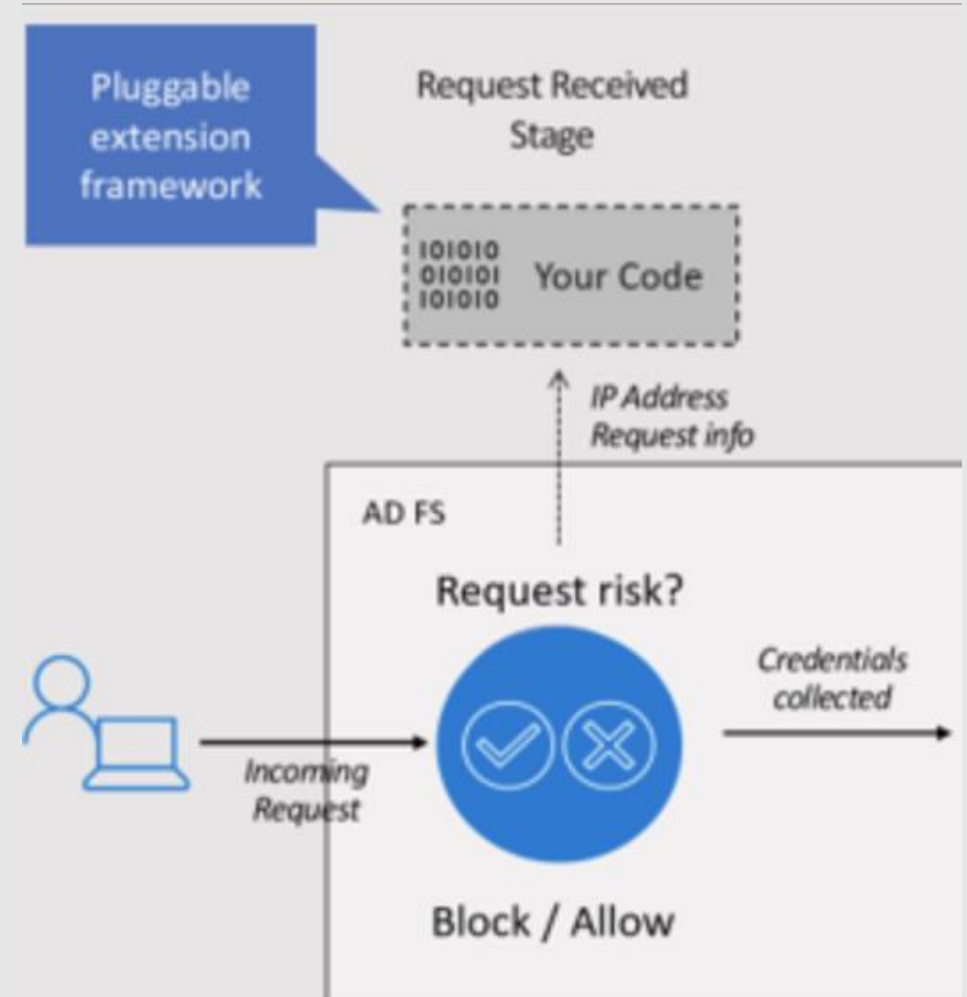 Pluggable
extension
framework
Request Received
Stage
101010
010101
101010
Your Code
IP Address
Request info
AD FS
Request risk?
Credentials
collected
Incoming
Request
Block / Allow